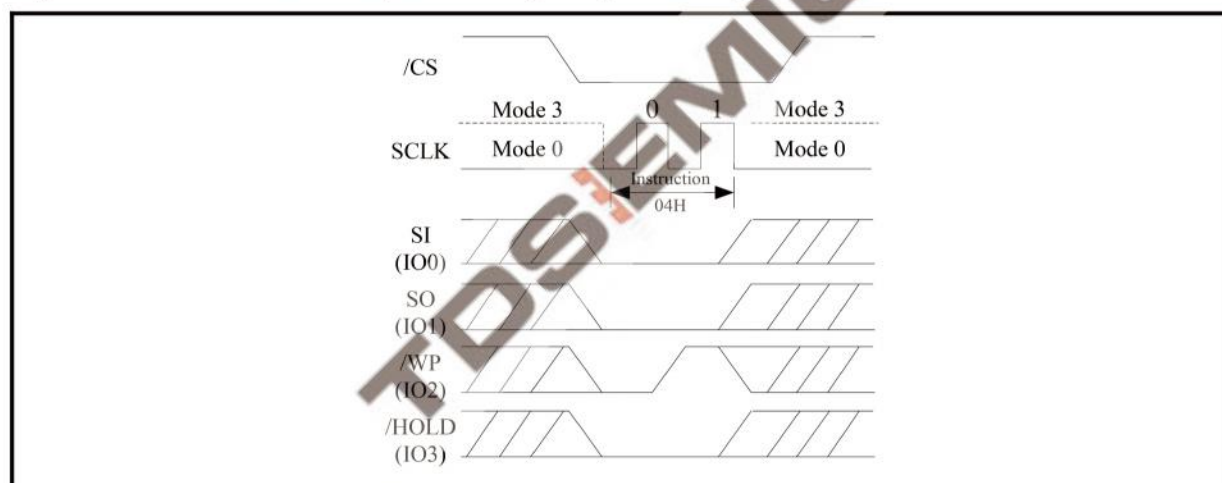 /CS
Mode 3 0 1 Mode 3
SCLK Mode 0 Mode 0
Instruction
04H
SI
(IO0)
SO
(IO1)
/WP
(IO2)
/HOLD
(IO3)
TDSEMIC